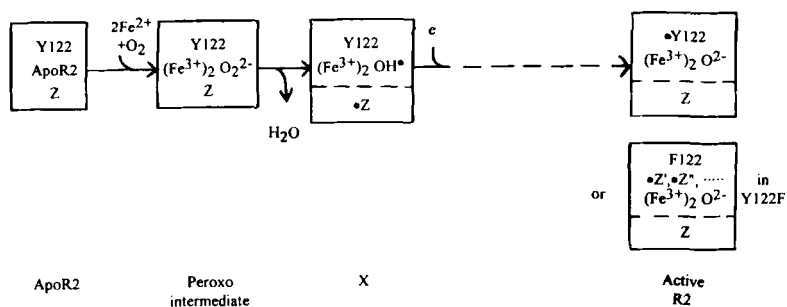 Y122
ApoR2
Z
2Fe²⁺
+O₂
Y122
(Fe³⁺)₂ O₂²⁻
Z
H₂O
Y122
(Fe³⁺)₂ OH•
•Z
e
•Y122
(Fe³⁺)₂ O²⁻
Z
or
F122
•Z', •Z", .....
(Fe³⁺)₂ O²⁻
Z
in
Y122F
ApoR2
Peroxo
intermediate
X
Active
R2